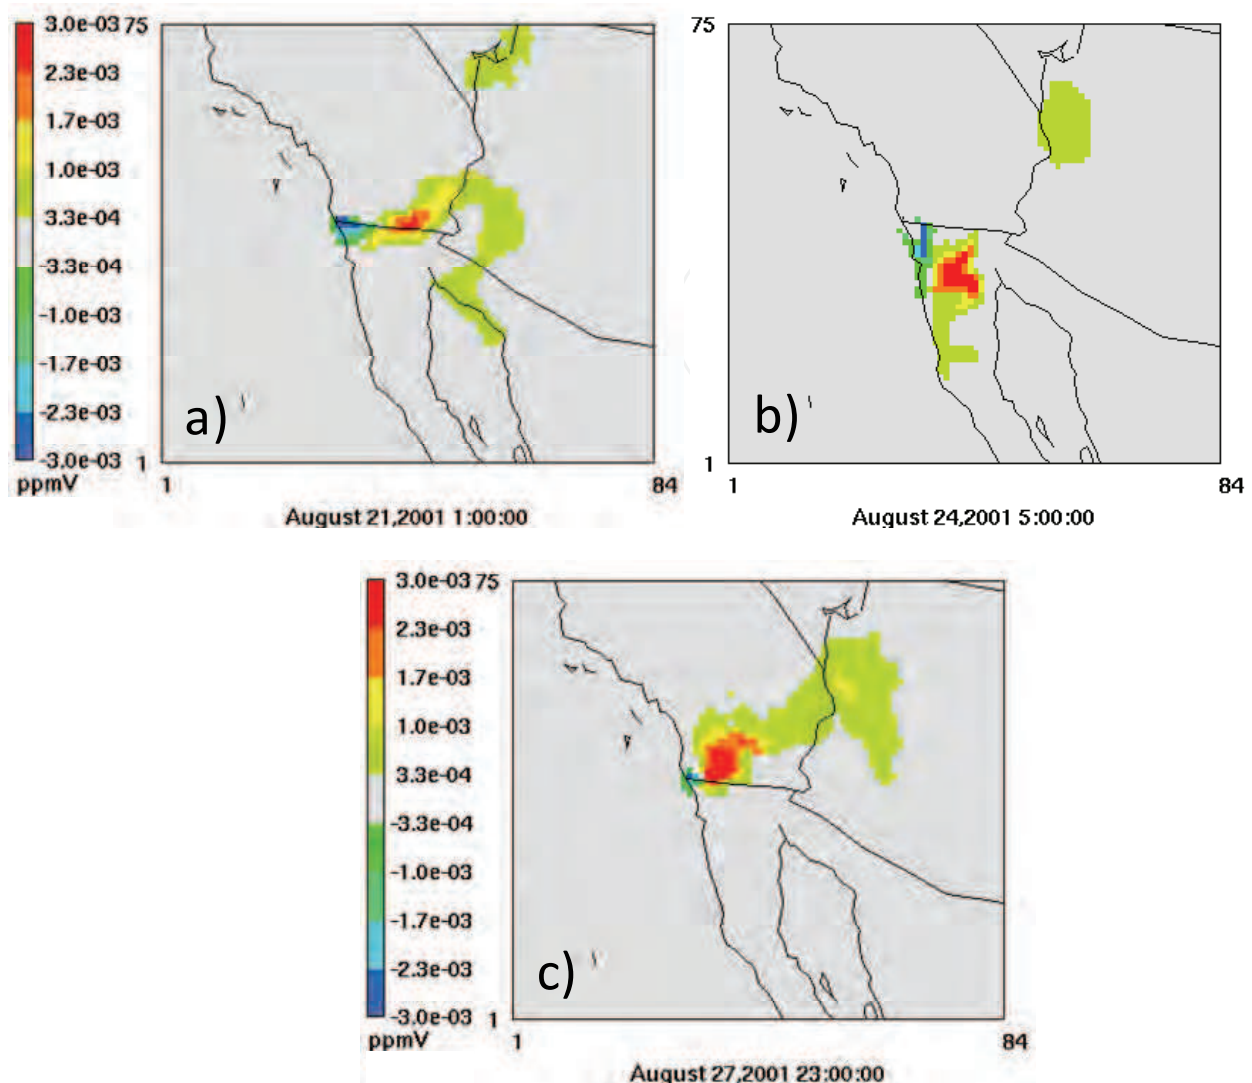 3.0e-03
2.3e-03
1.7e-03
1.0e-03
3.3e-04
-3.3e-04
-1.0e-03
-1.7e-03
-2.3e-03
-3.0e-03
ppmV
75
1
a)
1 84
August 21,2001 1:00:00
75
1
b)
1 84
August 24,2001 5:00:00
3.0e-03
2.3e-03
1.7e-03
1.0e-03
3.3e-04
-3.3e-04
-1.0e-03
-1.7e-03
-2.3e-03
-3.0e-03
ppmV
75
1
c)
1 84
August 27,2001 23:00:00